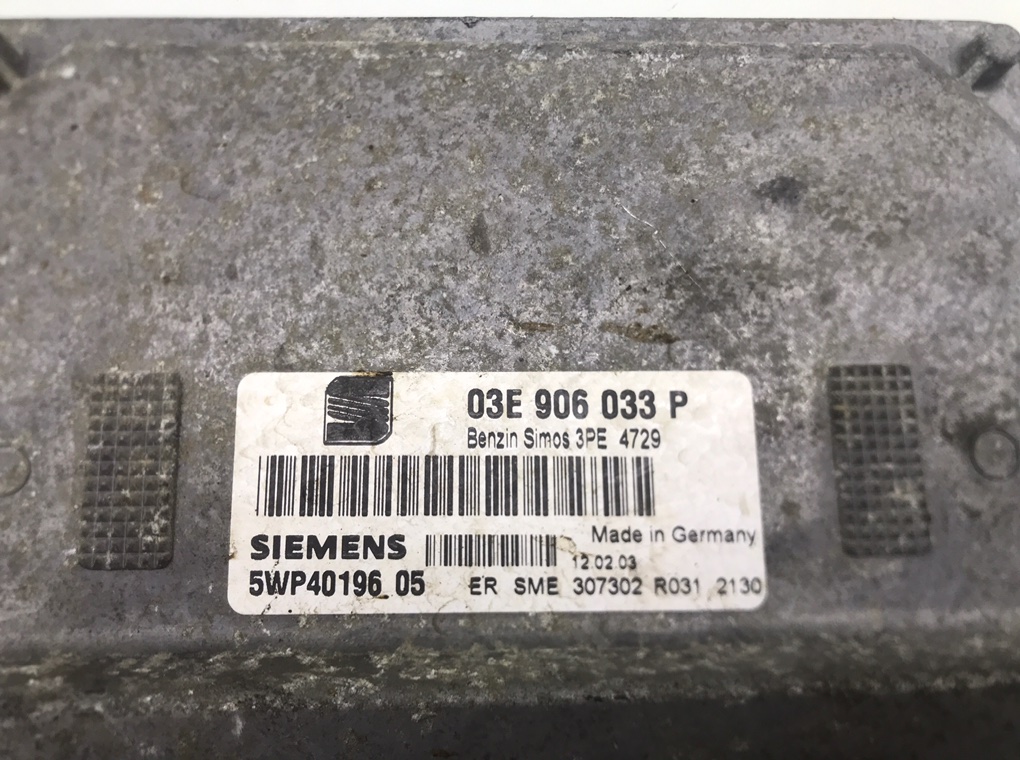 03E 906 033 P
Benzin Simos 3PE 4729
Made in Germany
SIEMENS
12.02.03
5WP40196 05 ER SME 307302 R031 2130